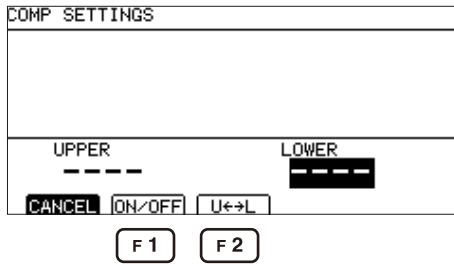 COMP SETTINGS
UPPER LOWER
---- ----
CANCEL ON/OFF U↔L
F1 F2